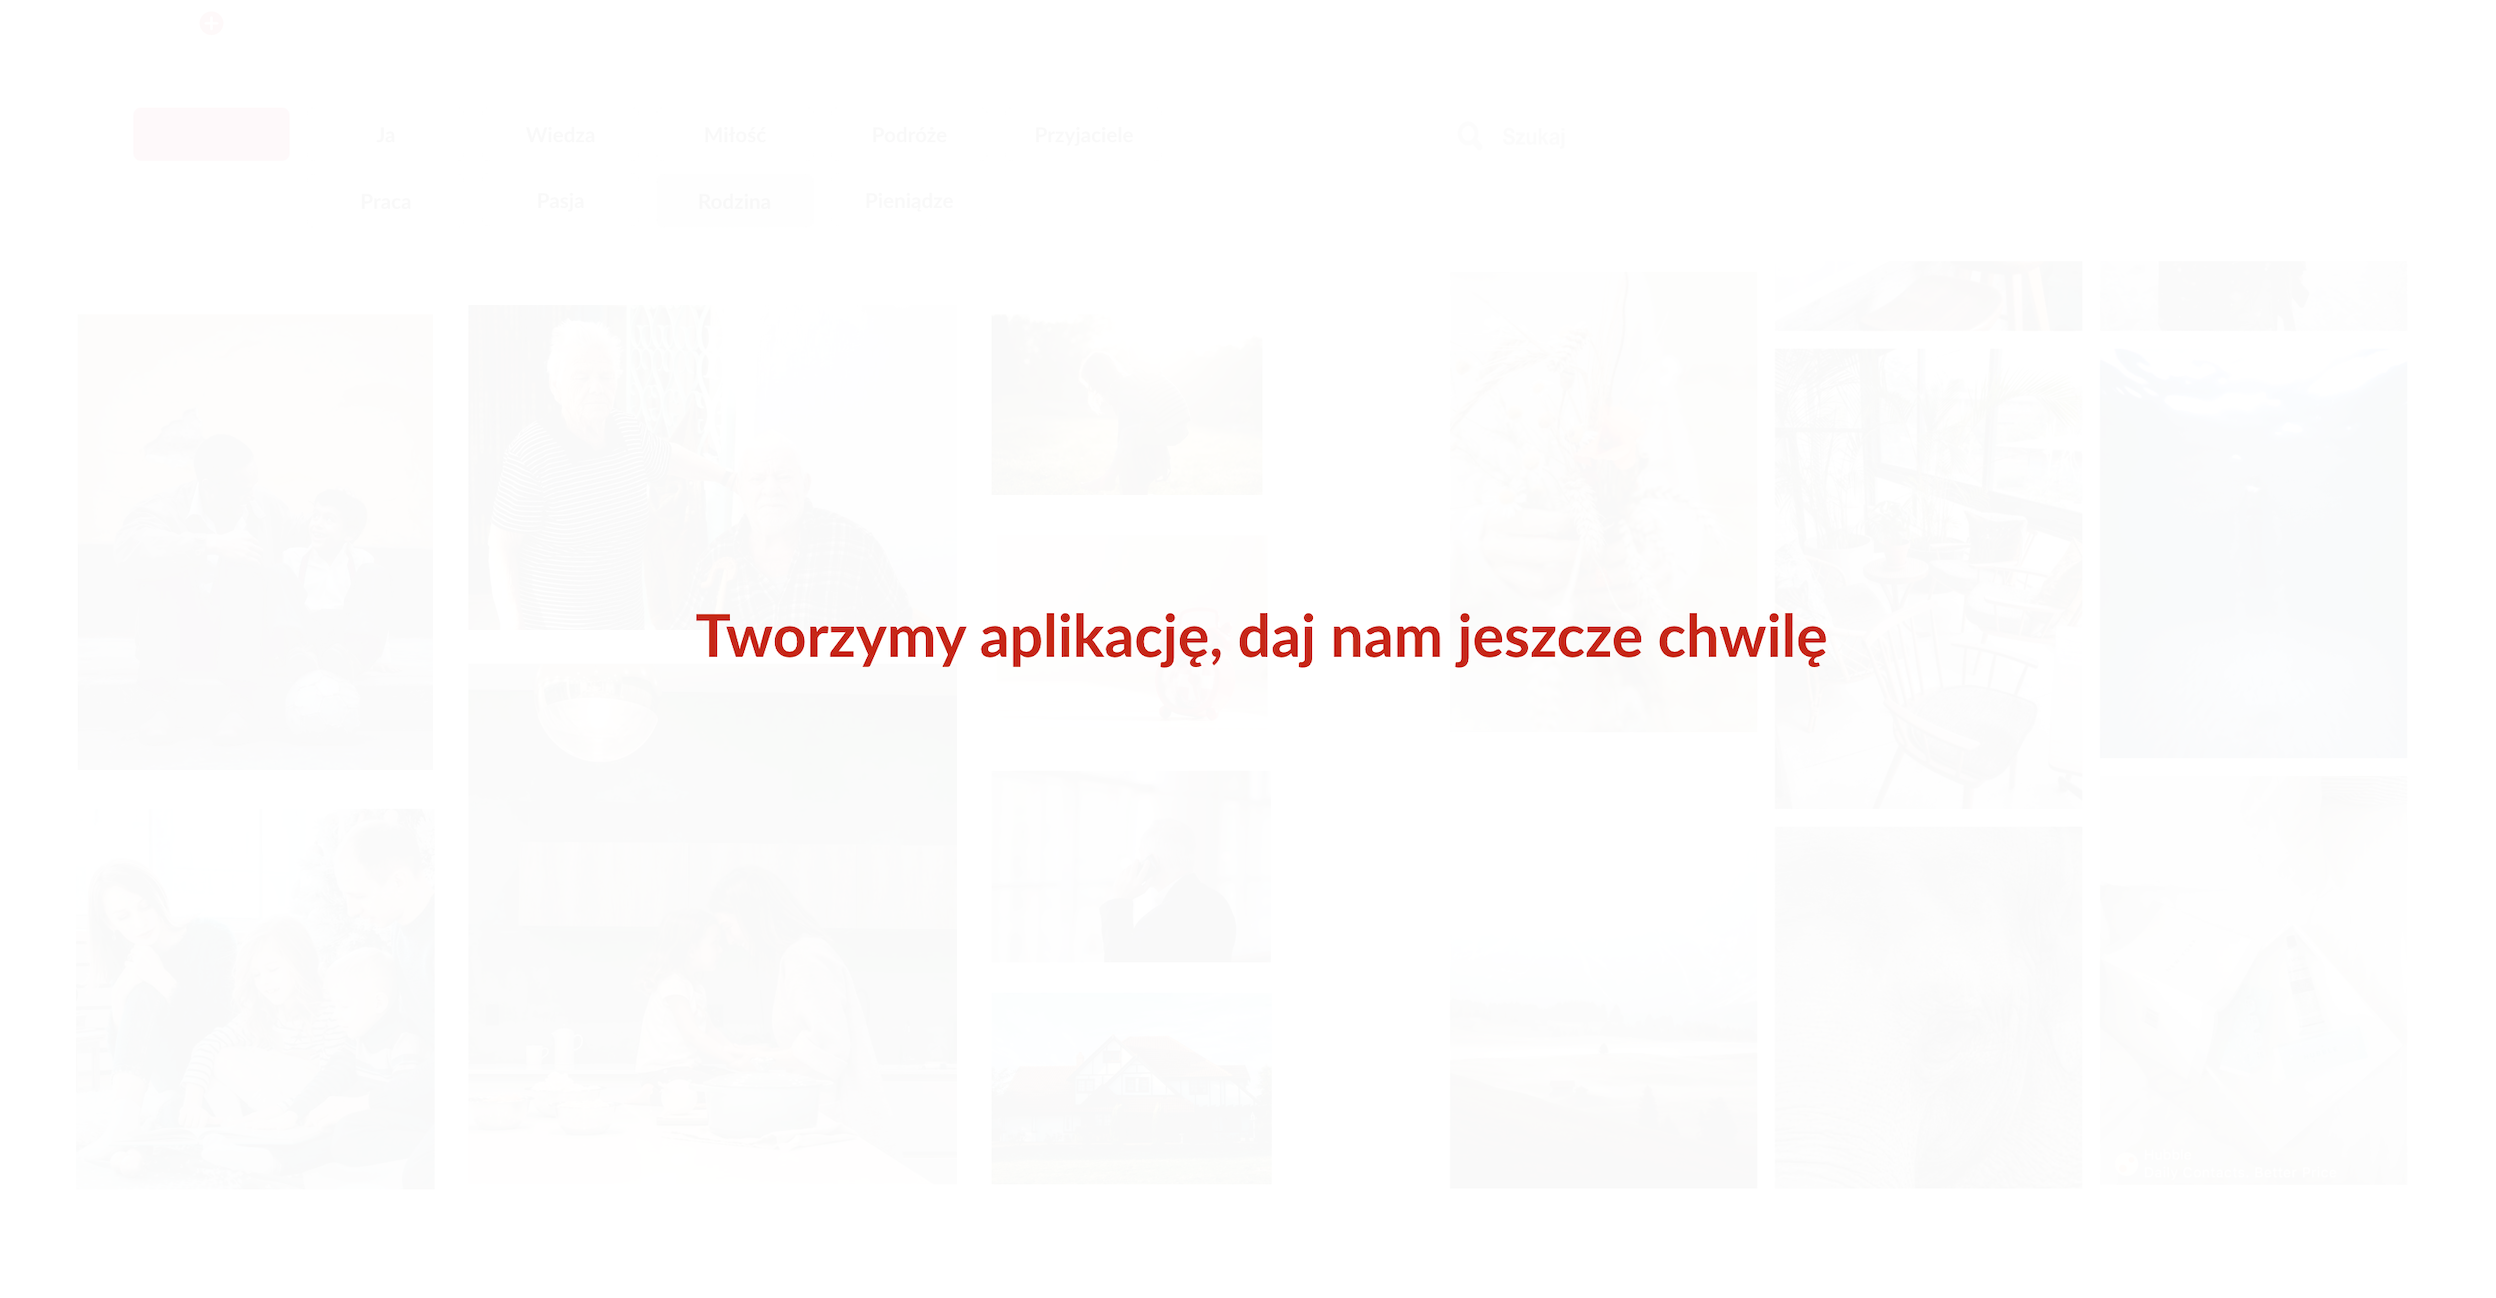 Ja
Wiedza
Miłość
Podróże
Przyjaciele
Szukaj
Praca
Pasja
Rodzina
Pieniądze
Tworzymy aplikację, daj nam jeszcze chwilę